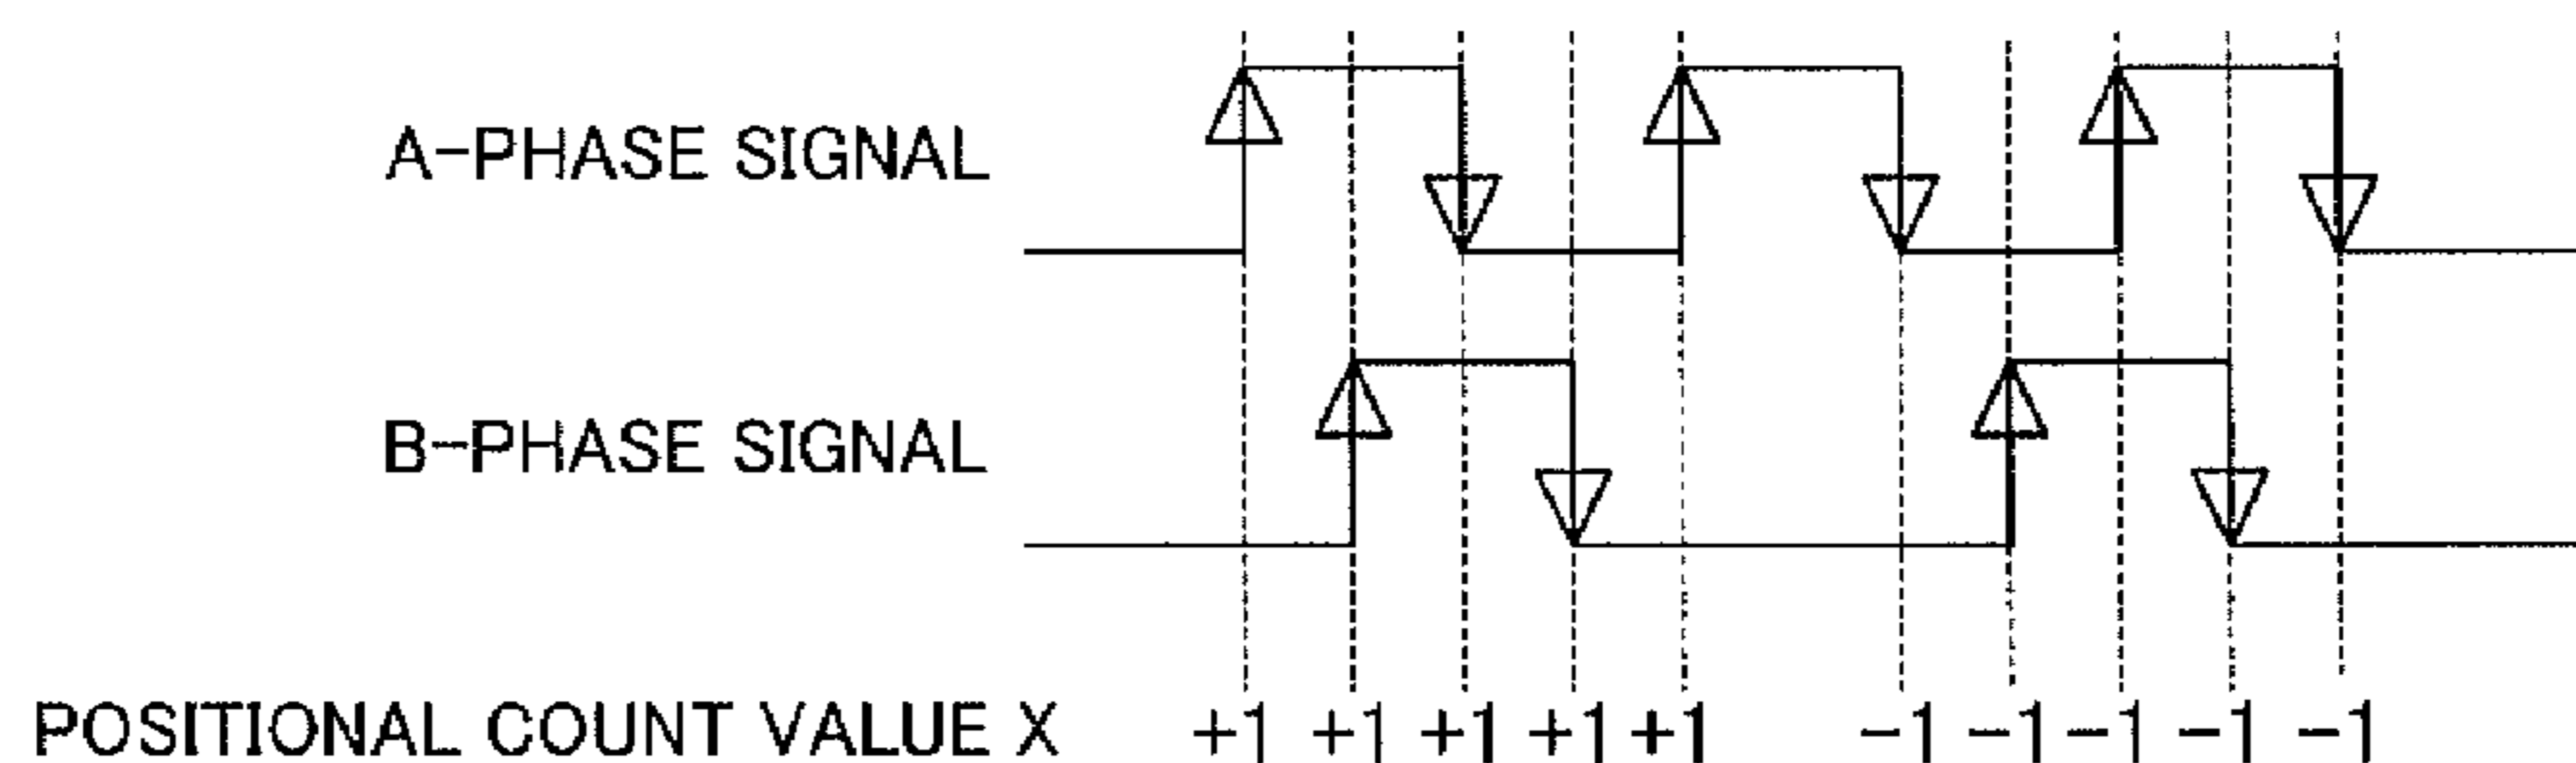 A-PHASE SIGNAL
B-PHASE SIGNAL
POSITIONAL COUNT VALUE X +1 +1 +1 +1 +1 -1 -1 -1 -1 -1